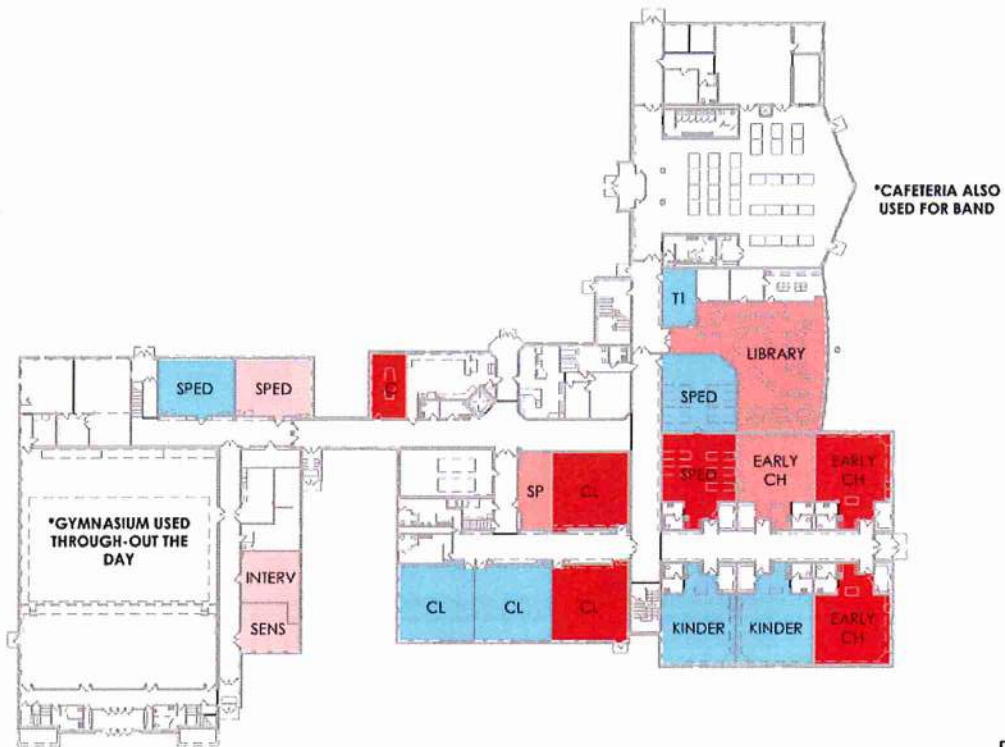 *CAFETERIA ALSO
USED FOR BAND
TI
LIBRARY
SPED
SPED
SPED
SPED
EARLY
CH
EARLY
CH
SP
CL
*GYMNASIUM USED
THROUGH-OUT THE
DAY
INTERV
SENS
CL
CL
CL
KINDER
KINDER
EARLY
CH